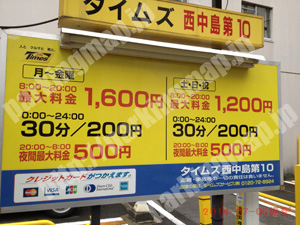 タイムズ 西中島第10
Times
月～金曜
8:00～20:00
最大料金 1,600円
0:00～24:00
30分／200円
20:00～8:00
夜間最大料金 500円
土・日・祝
8:00～20:00
最大料金 1,200円
0:00～24:00
30分／200円
20:00～8:00
夜間最大料金 500円
クレジットカードがつかえます。
VISA
JCB
タイムズ西中島第10